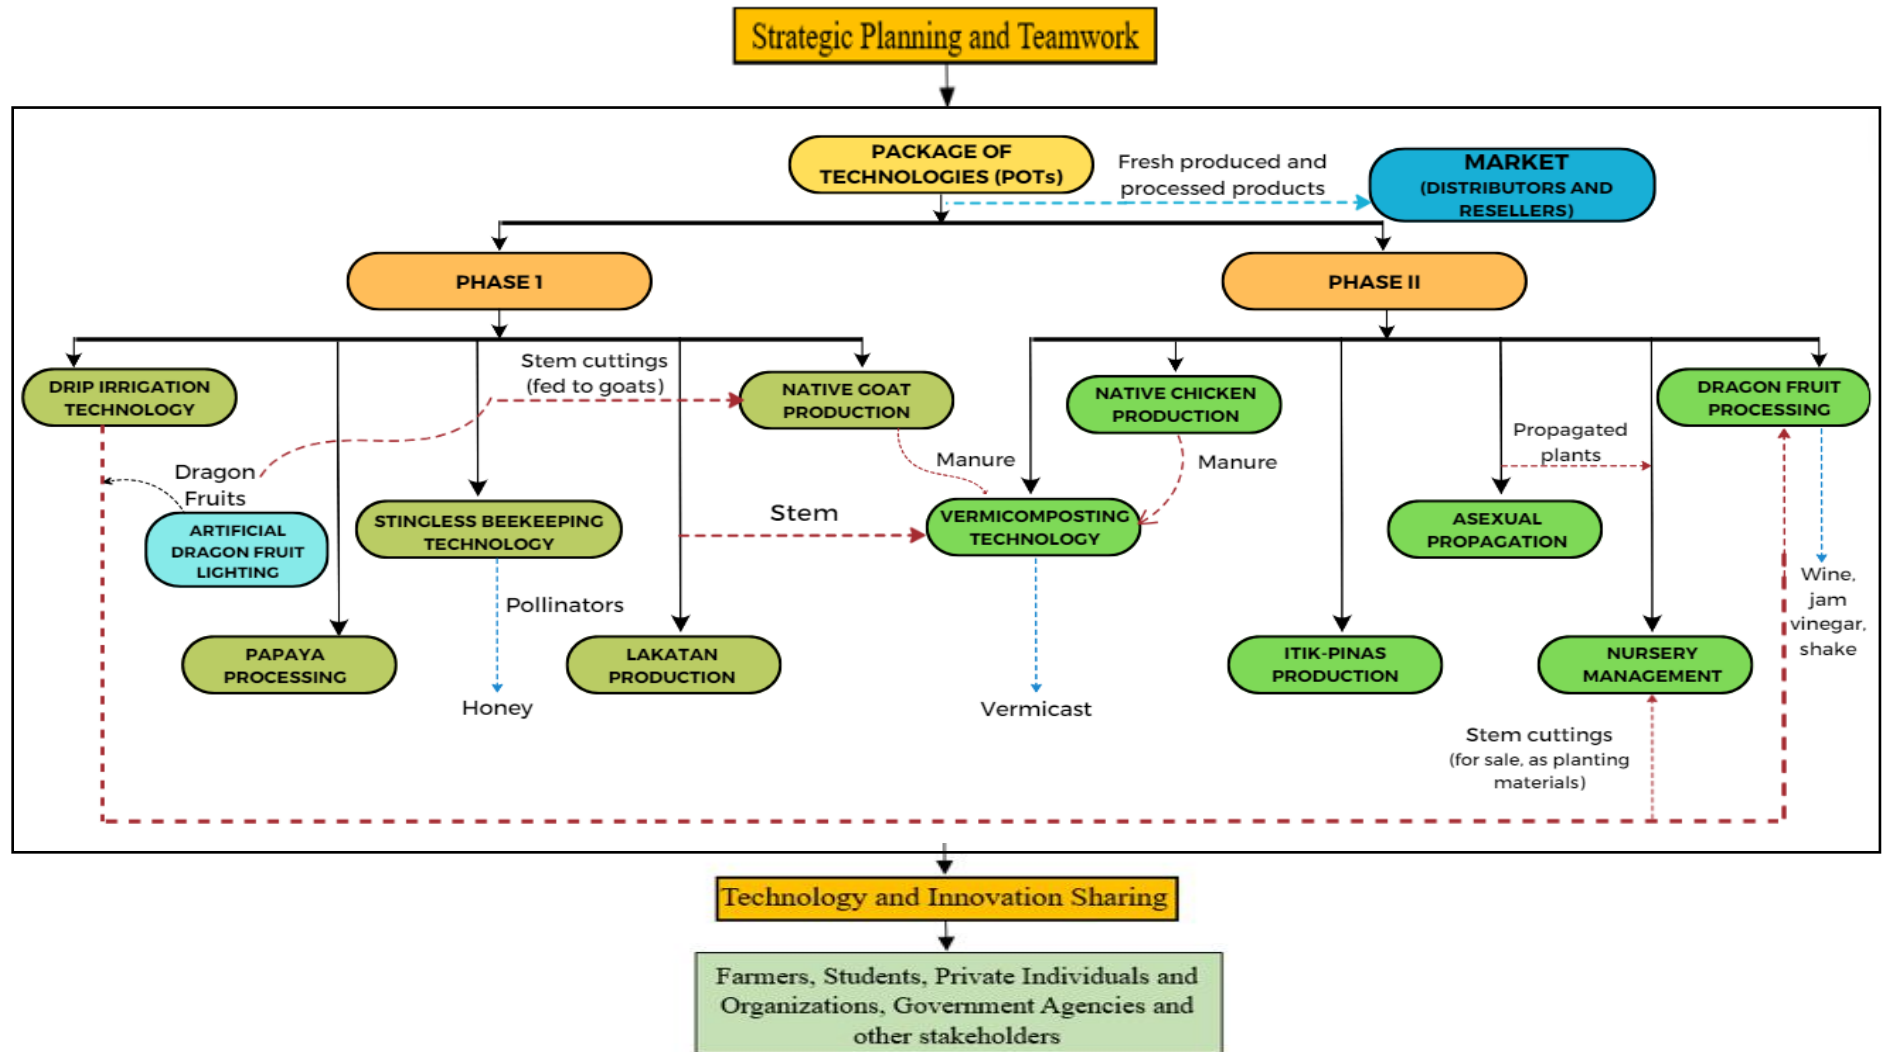 Strategic Planning and Teamwork
PACKAGE OF
TECHNOLOGIES (POTs)
Fresh produced and
processed products
MARKET
(DISTRIBUTORS AND
RESELLERS)
PHASE 1
PHASE II
DRIP IRRIGATION
TECHNOLOGY
Stem cuttings
(fed to goats)
NATIVE GOAT
PRODUCTION
NATIVE CHICKEN
PRODUCTION
DRAGON FRUIT
PROCESSING
Dragon
Fruits
Manure
Manure
Propagated
plants
ARTIFICIAL
DRAGON FRUIT
LIGHTING
STINGLESS BEEKEEPING
TECHNOLOGY
Stem
VERMICOMPOSTING
TECHNOLOGY
ASEXUAL
PROPAGATION
Wine,
jam
vinegar,
shake
Pollinators
PAPAYA
PROCESSING
LAKATAN
PRODUCTION
ITIK-PINAS
PRODUCTION
NURSERY
MANAGEMENT
Honey
Vermicast
Stem cuttings
(for sale, as planting
materials)
Technology and Innovation Sharing
Farmers, Students, Private Individuals and
Organizations, Government Agencies and
other stakeholders